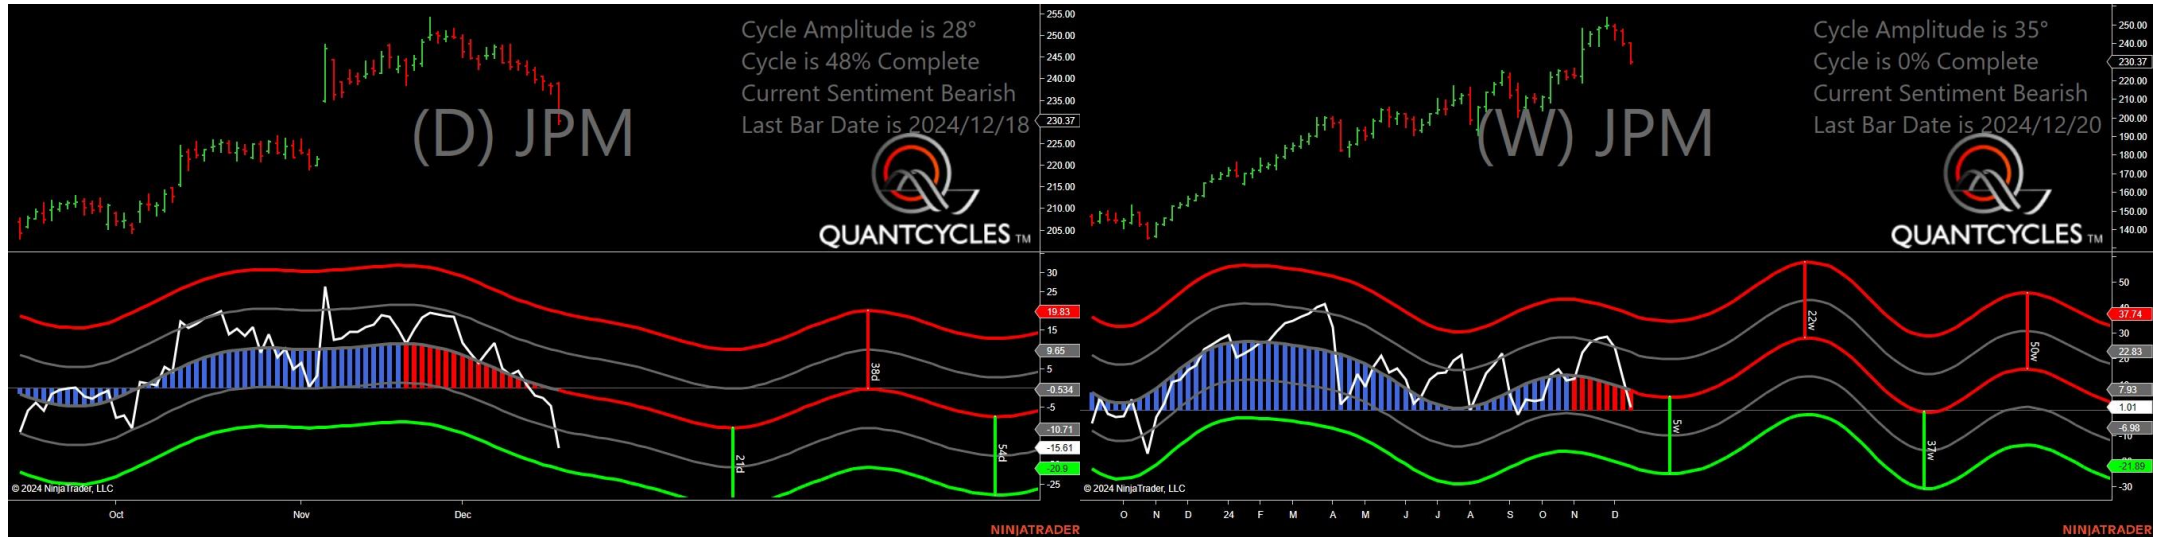 Cycle Amplitude is 28°
Cycle is 48% Complete
Current Sentiment Bearish
Last Bar Date is 2024/12/18
(D) JPM
QUANTCYCLES TM
255.00
250.00
245.00
240.00
235.00
230.37
225.00
220.00
215.00
210.00
205.00
30
25
19.83
15
9.65
5
-0.534
-5
-10.71
-15.61
-20.9
-25
21d
38d
54d
© 2024 NinjaTrader, LLC
Oct Nov Dec
NINJATRADER
Cycle Amplitude is 35°
Cycle is 0% Complete
Current Sentiment Bearish
Last Bar Date is 2024/12/20
(W) JPM
QUANTCYCLES TM
250.00
240.00
230.37
220.00
210.00
200.00
190.00
180.00
170.00
160.00
150.00
140.00
50
37.74
30
22.83
7.93
1.01
-6.98
-21.89
-30
5w
22w
37w
50w
© 2024 NinjaTrader, LLC
O N D 24 F M A M J J A S O N D
NINJATRADER